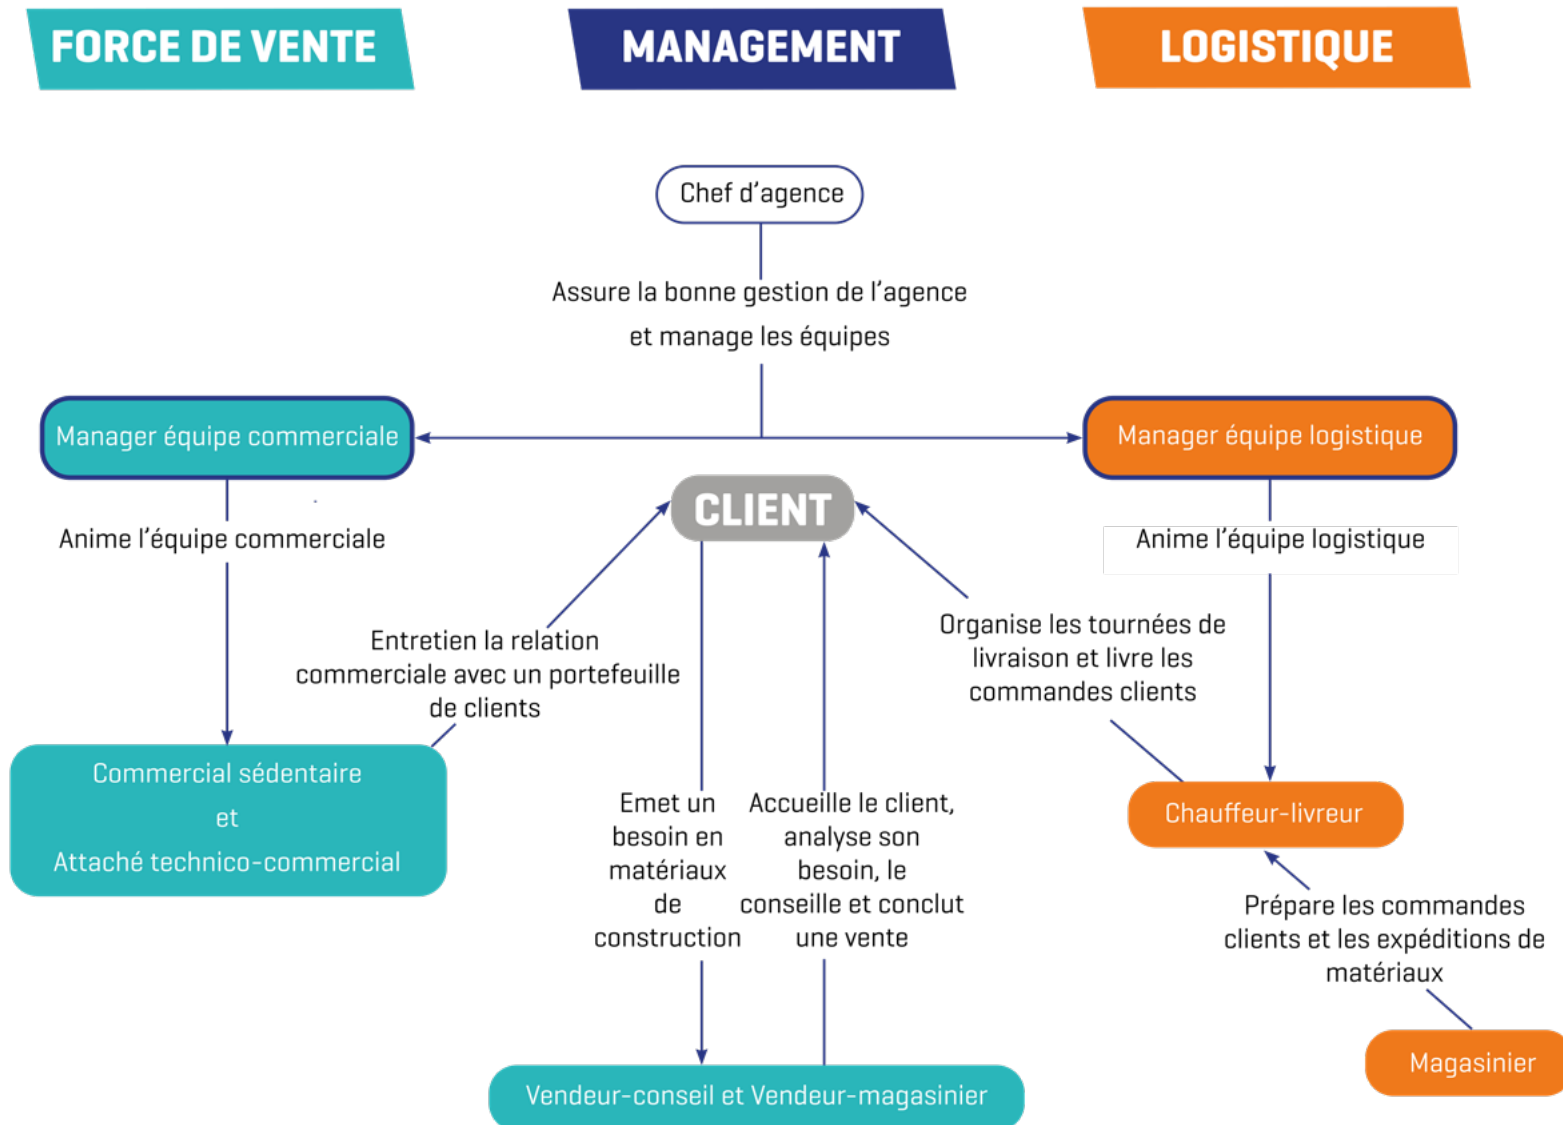 FORCE DE VENTE
MANAGEMENT
LOGISTIQUE
Chef d'agence
Assure la bonne gestion de l'agence
et manage les équipes
Manager équipe commerciale
Manager équipe logistique
CLIENT
Anime l'équipe commerciale
Anime l'équipe logistique
Entretien la relation
commerciale avec un portefeuille
de clients
Organise les tournées de
livraison et livre les
commandes clients
Commercial sédentaire
et
Attaché technico-commercial
Emet un
besoin en
matériaux
de
construction
Accueille le client,
analyse son
besoin, le
conseille et conclut
une vente
Chauffeur-livreur
Prépare les commandes
clients et les expéditions de
matériaux
Magasinier
Vendeur-conseil et Vendeur-magasinier